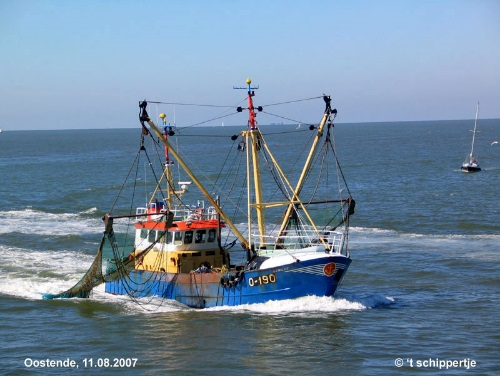 O-190
Oostende, 11.08.2007
© 't schippertje